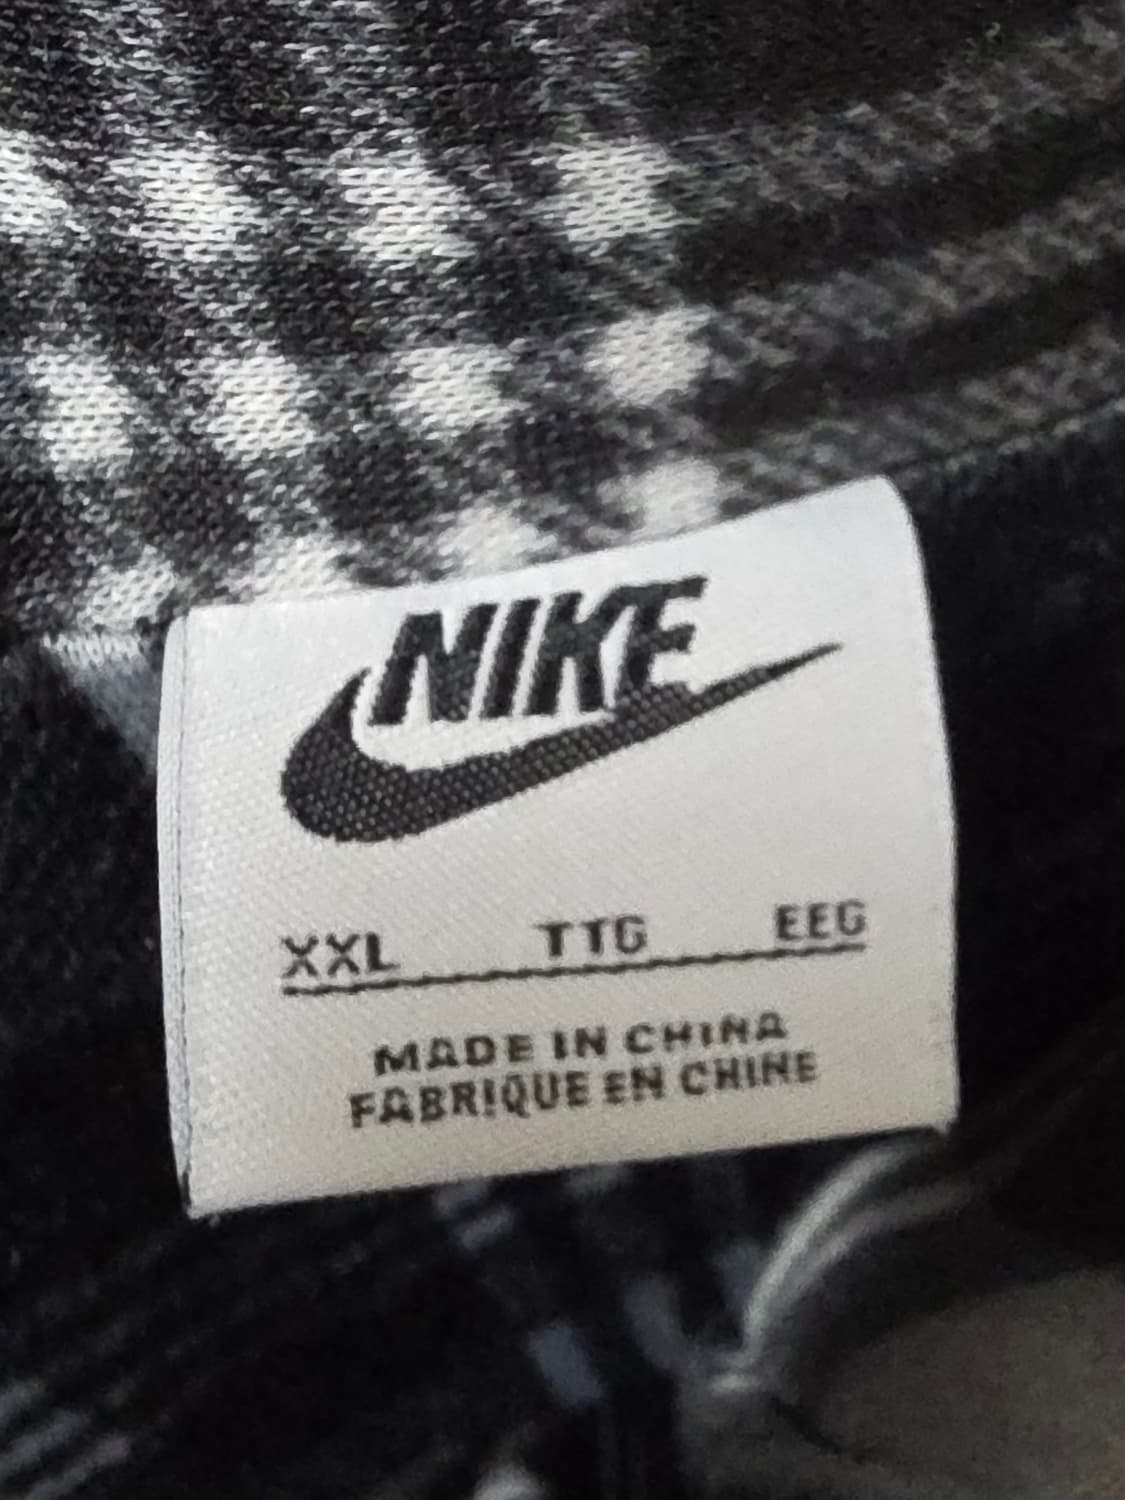 NIKE
XXL TTG EEG
MADE IN CHINA
FABRIQUE EN CHINE